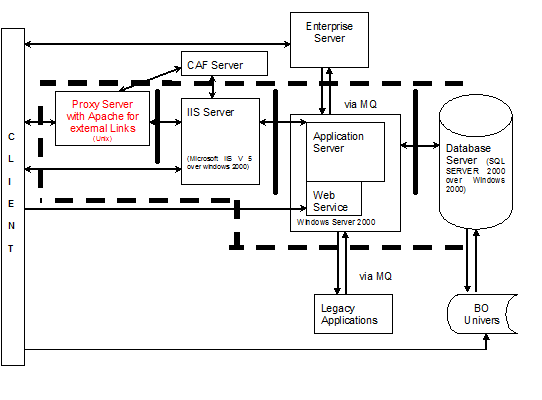 Enterprise
Server
CAF Server
via MQ
Proxy Server
with Apache for
external Links
(Unix)
IIS Server
(Microsoft IIS V 5
over whdows 2000)
Application
Server
Web
Service
Windows Server 2000
Database
Server (SQL
SERVER 2000
over Windows
2000)
C
L
I
E
N
T
via MQ
Legacy
Applications
BO
Univers